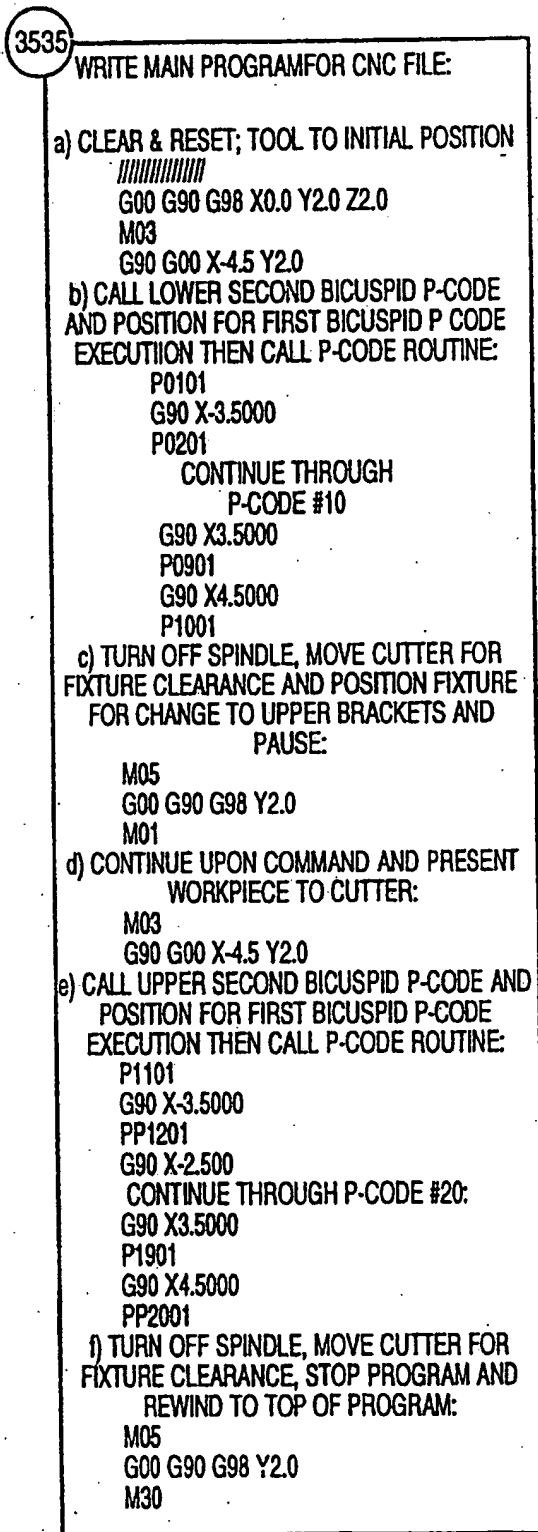 3535
WRITE MAIN PROGRAMFOR CNC FILE:
a) CLEAR & RESET; TOOL TO INITIAL POSITION
////////////////
G00 G90 G98 X0.0 Y2.0 Z2.0
M03
G90 G00 X-4.5 Y2.0
b) CALL LOWER SECOND BICUSPID P-CODE
AND POSITION FOR FIRST BICUSPID P CODE
EXECUTIION THEN CALL P-CODE ROUTINE:
P0101
G90 X-3.5000
P0201
CONTINUE THROUGH
P-CODE #10
G90 X3.5000
P0901
G90 X4.5000
P1001
c) TURN OFF SPINDLE, MOVE CUTTER FOR
FIXTURE CLEARANCE AND POSITION FIXTURE
FOR CHANGE TO UPPER BRACKETS AND
PAUSE:
M05
G00 G90 G98 Y2.0
M01
d) CONTINUE UPON COMMAND AND PRESENT
WORKPIECE TO CUTTER:
M03
G90 G00 X-4.5 Y2.0
e) CALL UPPER SECOND BICUSPID P-CODE AND
POSITION FOR FIRST BICUSPID P-CODE
EXECUTION THEN CALL P-CODE ROUTINE:
P1101
G90 X-3.5000
PP1201
G90 X-2.500
CONTINUE THROUGH P-CODE #20:
G90 X3.5000
P1901
G90 X4.5000
PP2001
f) TURN OFF SPINDLE, MOVE CUTTER FOR
FIXTURE CLEARANCE, STOP PROGRAM AND
REWIND TO TOP OF PROGRAM:
M05
G00 G90 G98 Y2.0
M30